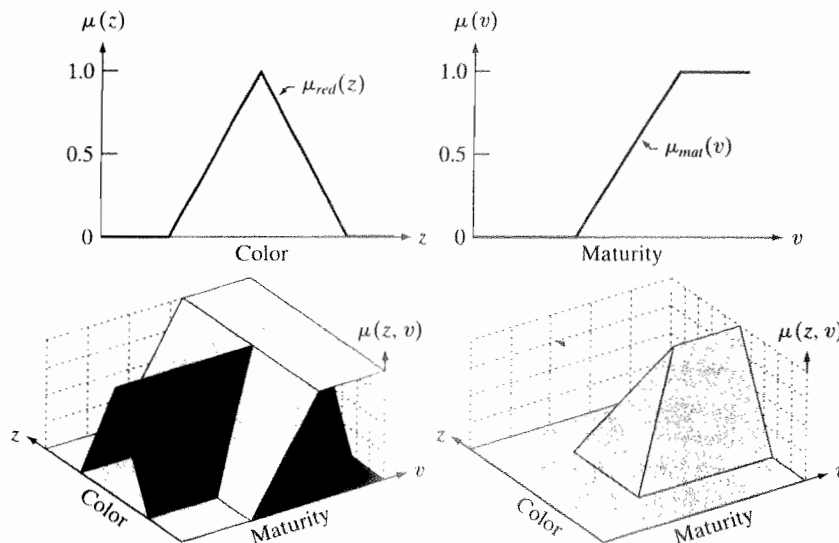 μ(z)
1.0
0.5
0
μ_red(z)
z
Color
μ(v)
1.0
0.5
0
μ_mat(v)
v
Maturity
μ(z, v)
z
v
Color
Maturity
μ(z, v)
z
v
Color
Maturity